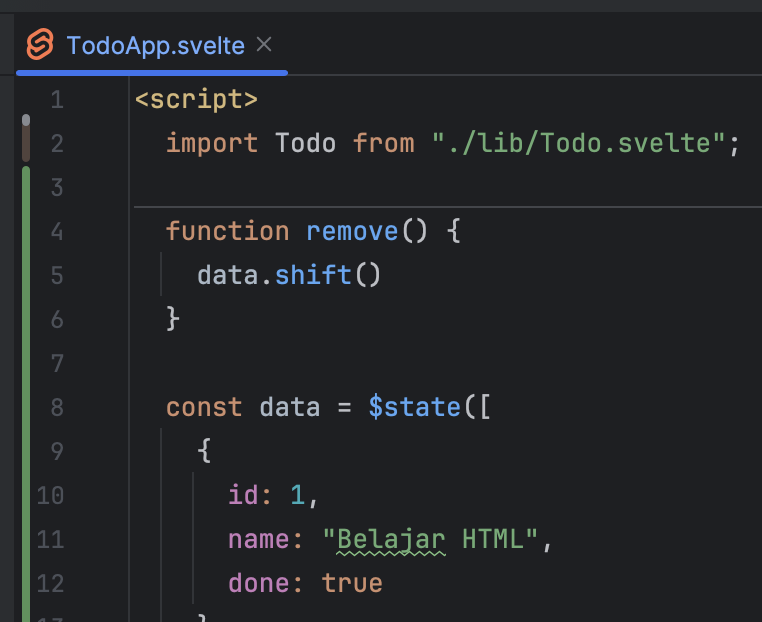 TodoApp.svelte
1 <script>
2 import Todo from "./lib/Todo.svelte";
3
4 function remove() {
5 data.shift()
6 }
7
8 const data = $state([
9 {
10 id: 1,
11 name: "Belajar HTML",
12 done: true